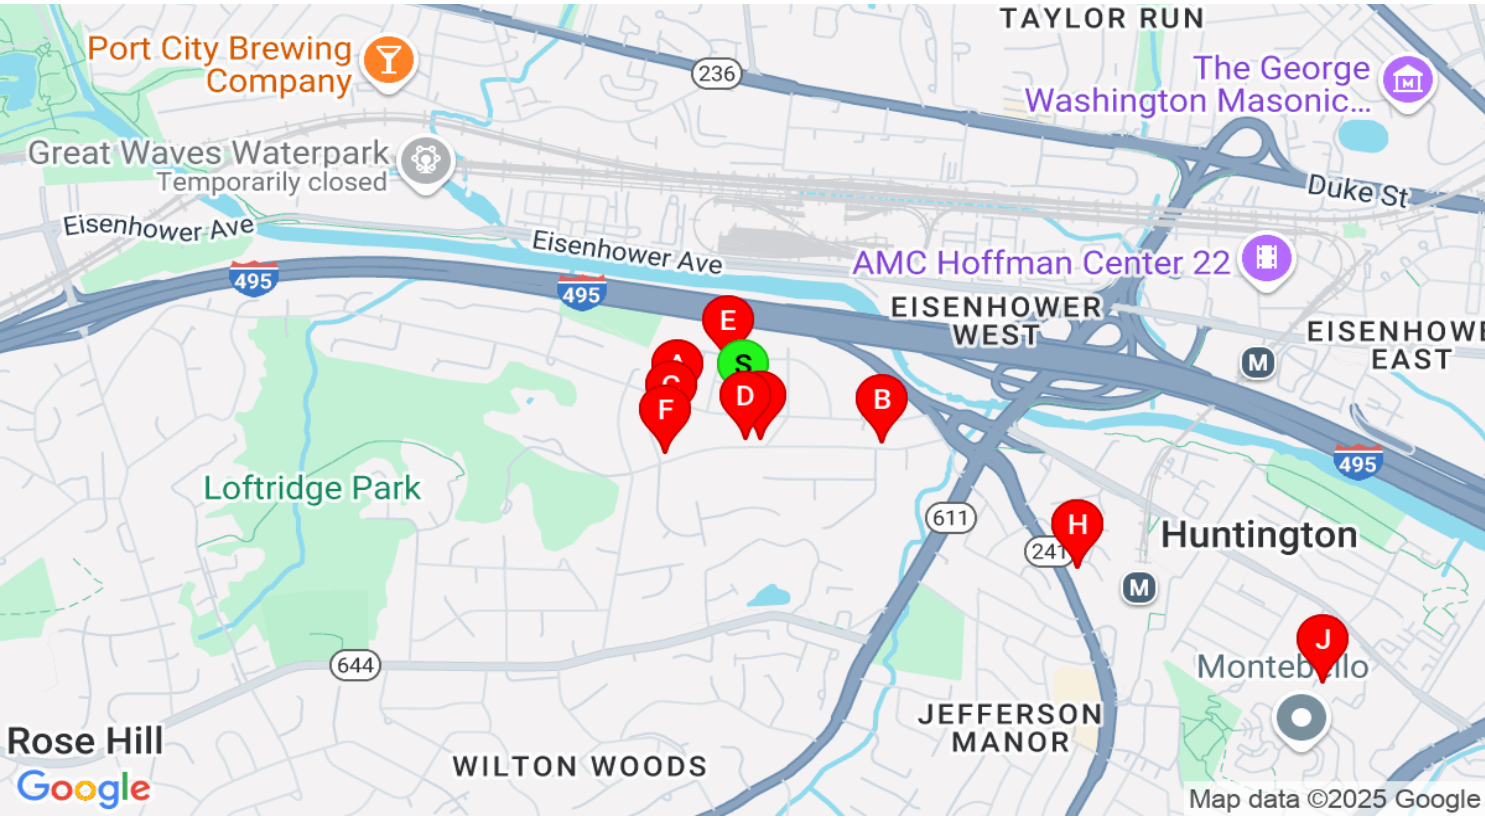 TAYLOR RUN
Port City Brewing
Company
236
The George
Washington Masonic...
Great Waves Waterpark
Temporarily closed
Duke St
Eisenhower Ave
Eisenhower Ave
495
495
AMC Hoffman Center 22
EISENHOWER
WEST
EISENHOWE
EAST
E
A
S
M
C
D
B
F
495
Loftridge Park
611
H
241
Huntington
M
J
644
Montebello
JEFFERSON
MANOR
Rose Hill
WILTON WOODS
Google
Map data ©2025 Google